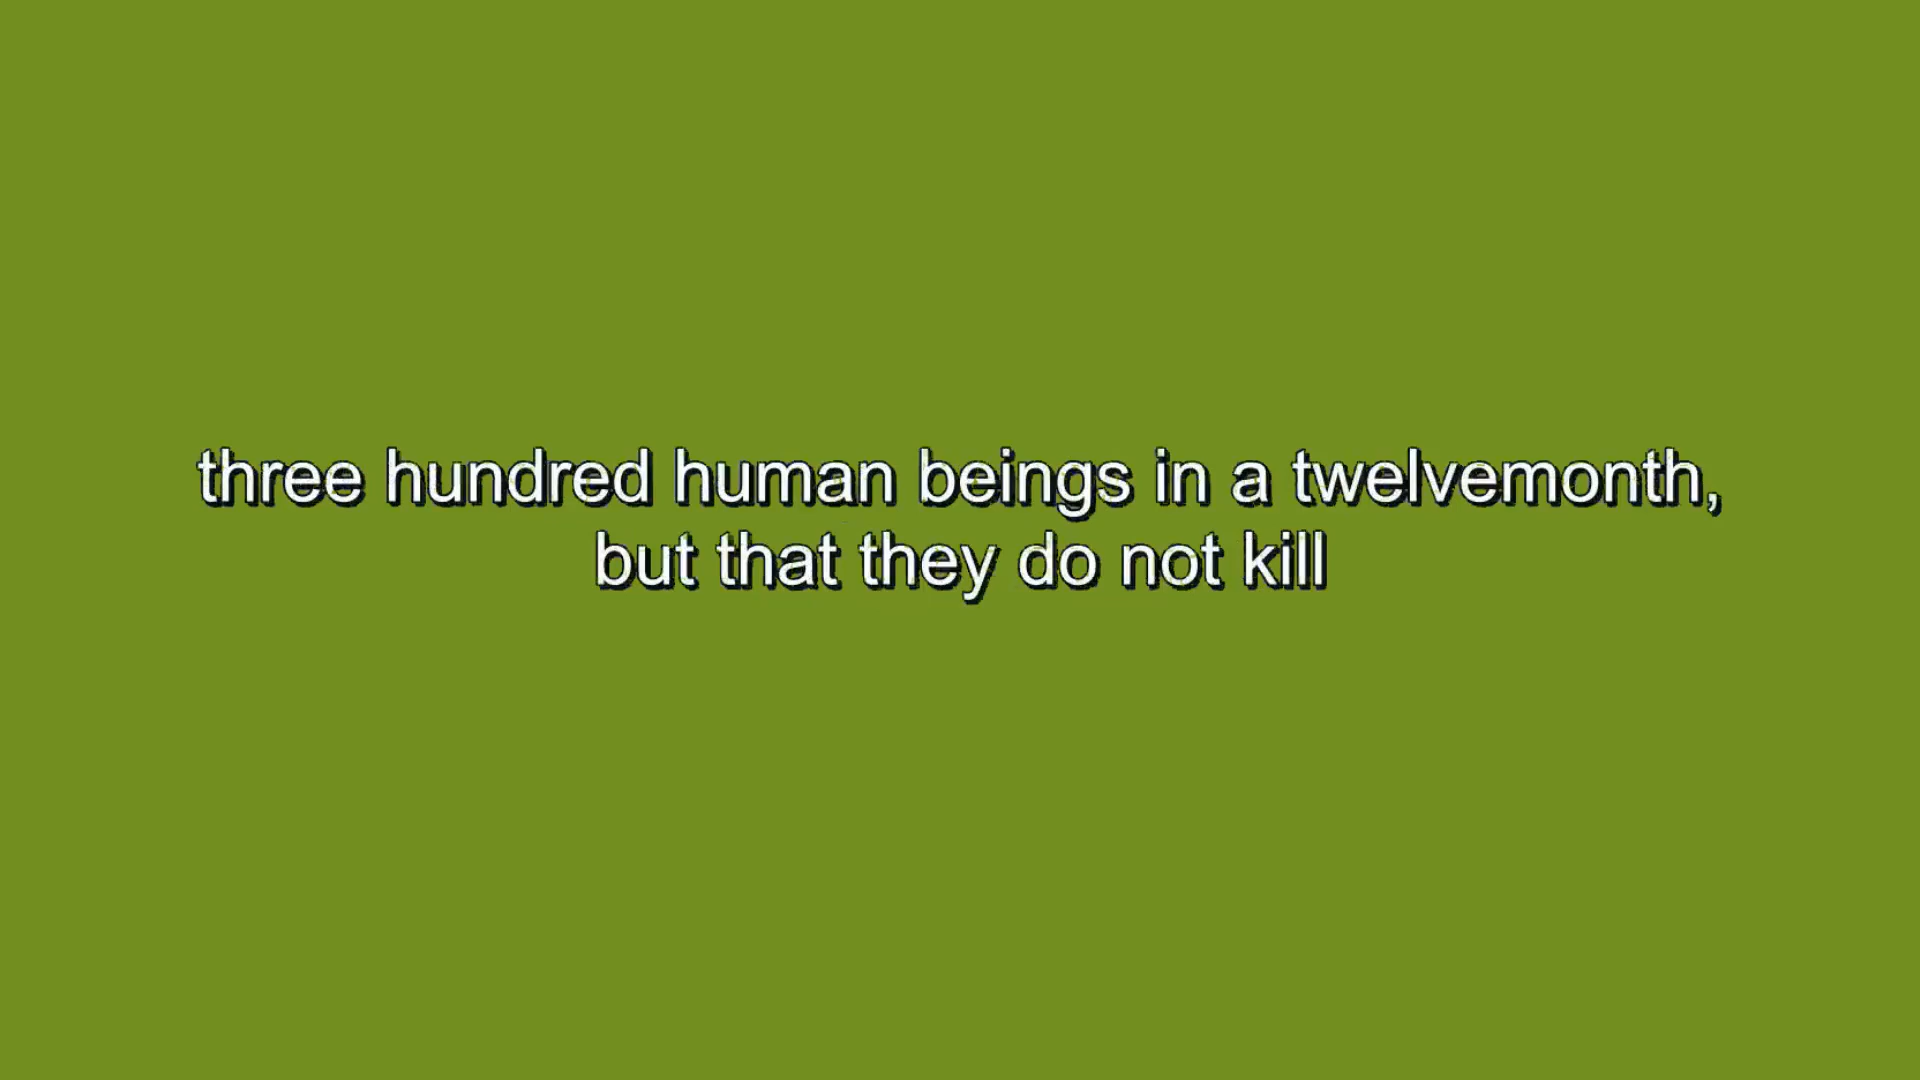 three hundred human beings in a twelvemonth,
but that they do not kill